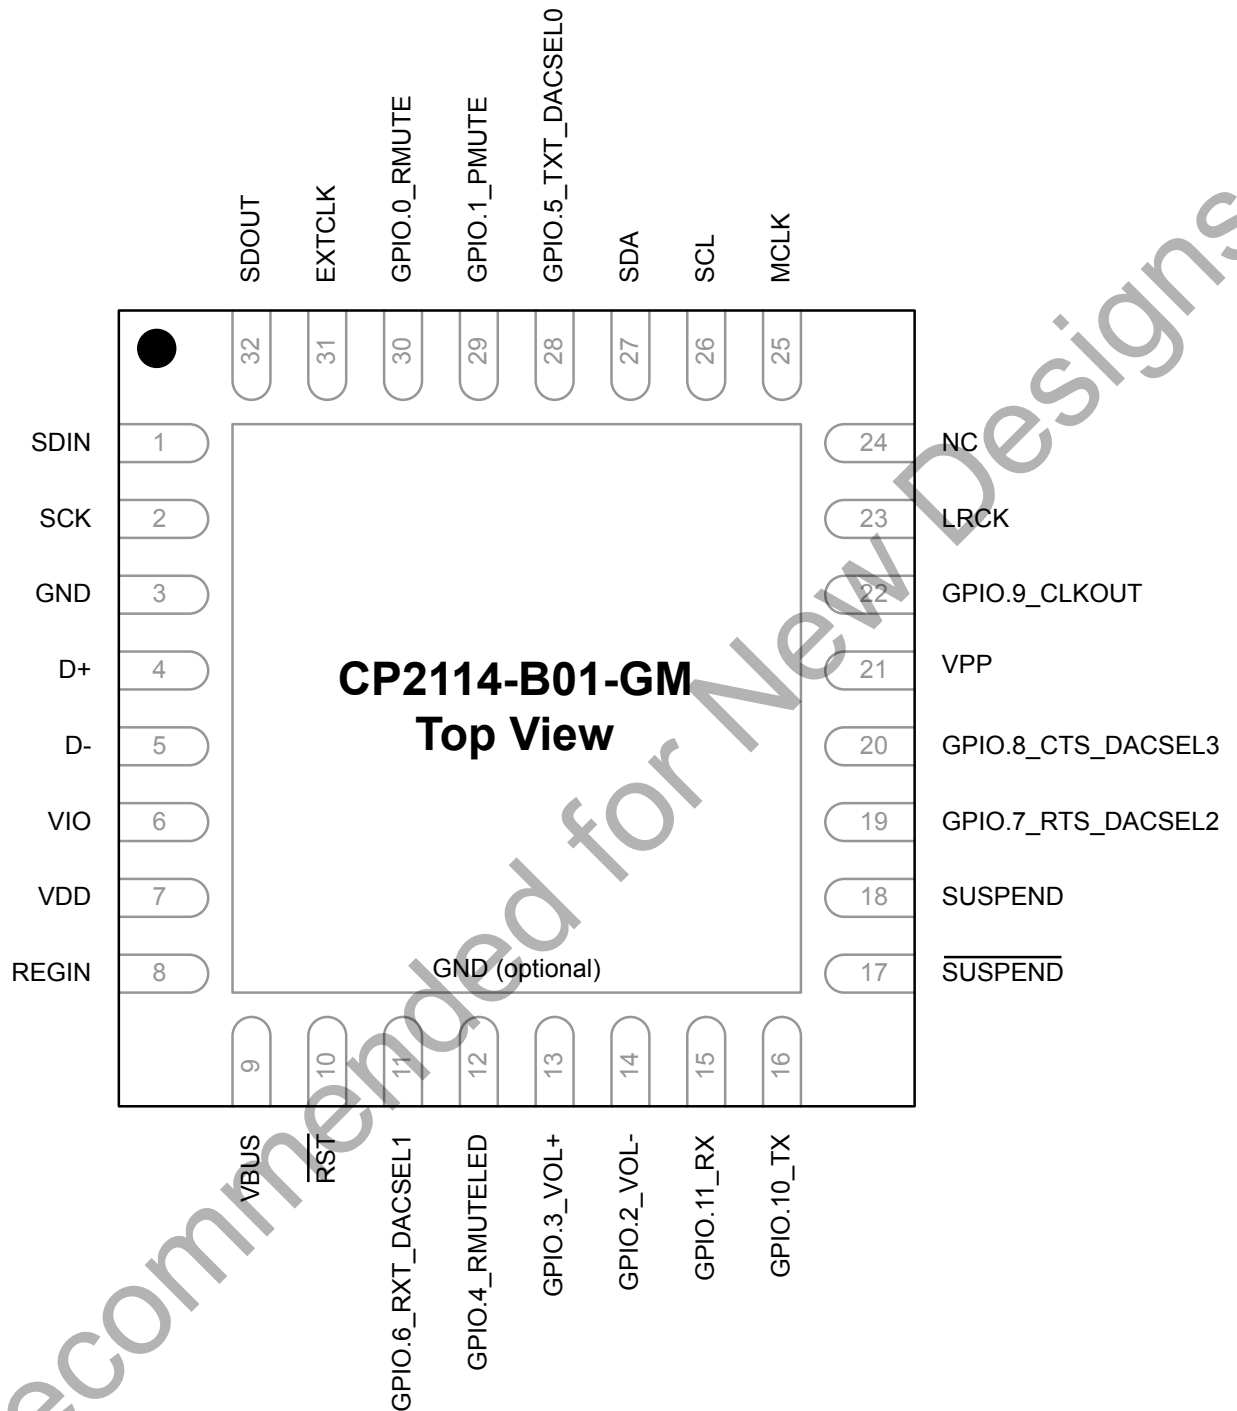 SDOUT
EXTCLK
GPIO.0_RMUTE
GPIO.1_PMUTE
GPIO.5_TXT_DACSEL0
SDA
SCL
MCLK
32
31
30
29
28
27
26
25
SDIN 1
SCK 2
GND 3
D+ 4
D- 5
VIO 6
VDD 7
REGIN 8
24 NC
23 LRCK
22 GPIO.9_CLKOUT
21 VPP
20 GPIO.8_CTS_DACSEL3
19 GPIO.7_RTS_DACSEL2
18 SUSPEND
17 SUSPEND
CP2114-B01-GM
Top View
GND (optional)
9
10
11
12
13
14
15
16
VBUS
RST
GPIO.6_RXT_DACSEL1
GPIO.4_RMUTELED
GPIO.3_VOL+
GPIO.2_VOL-
GPIO.11_RX
GPIO.10_TX
ecommended for New Designs